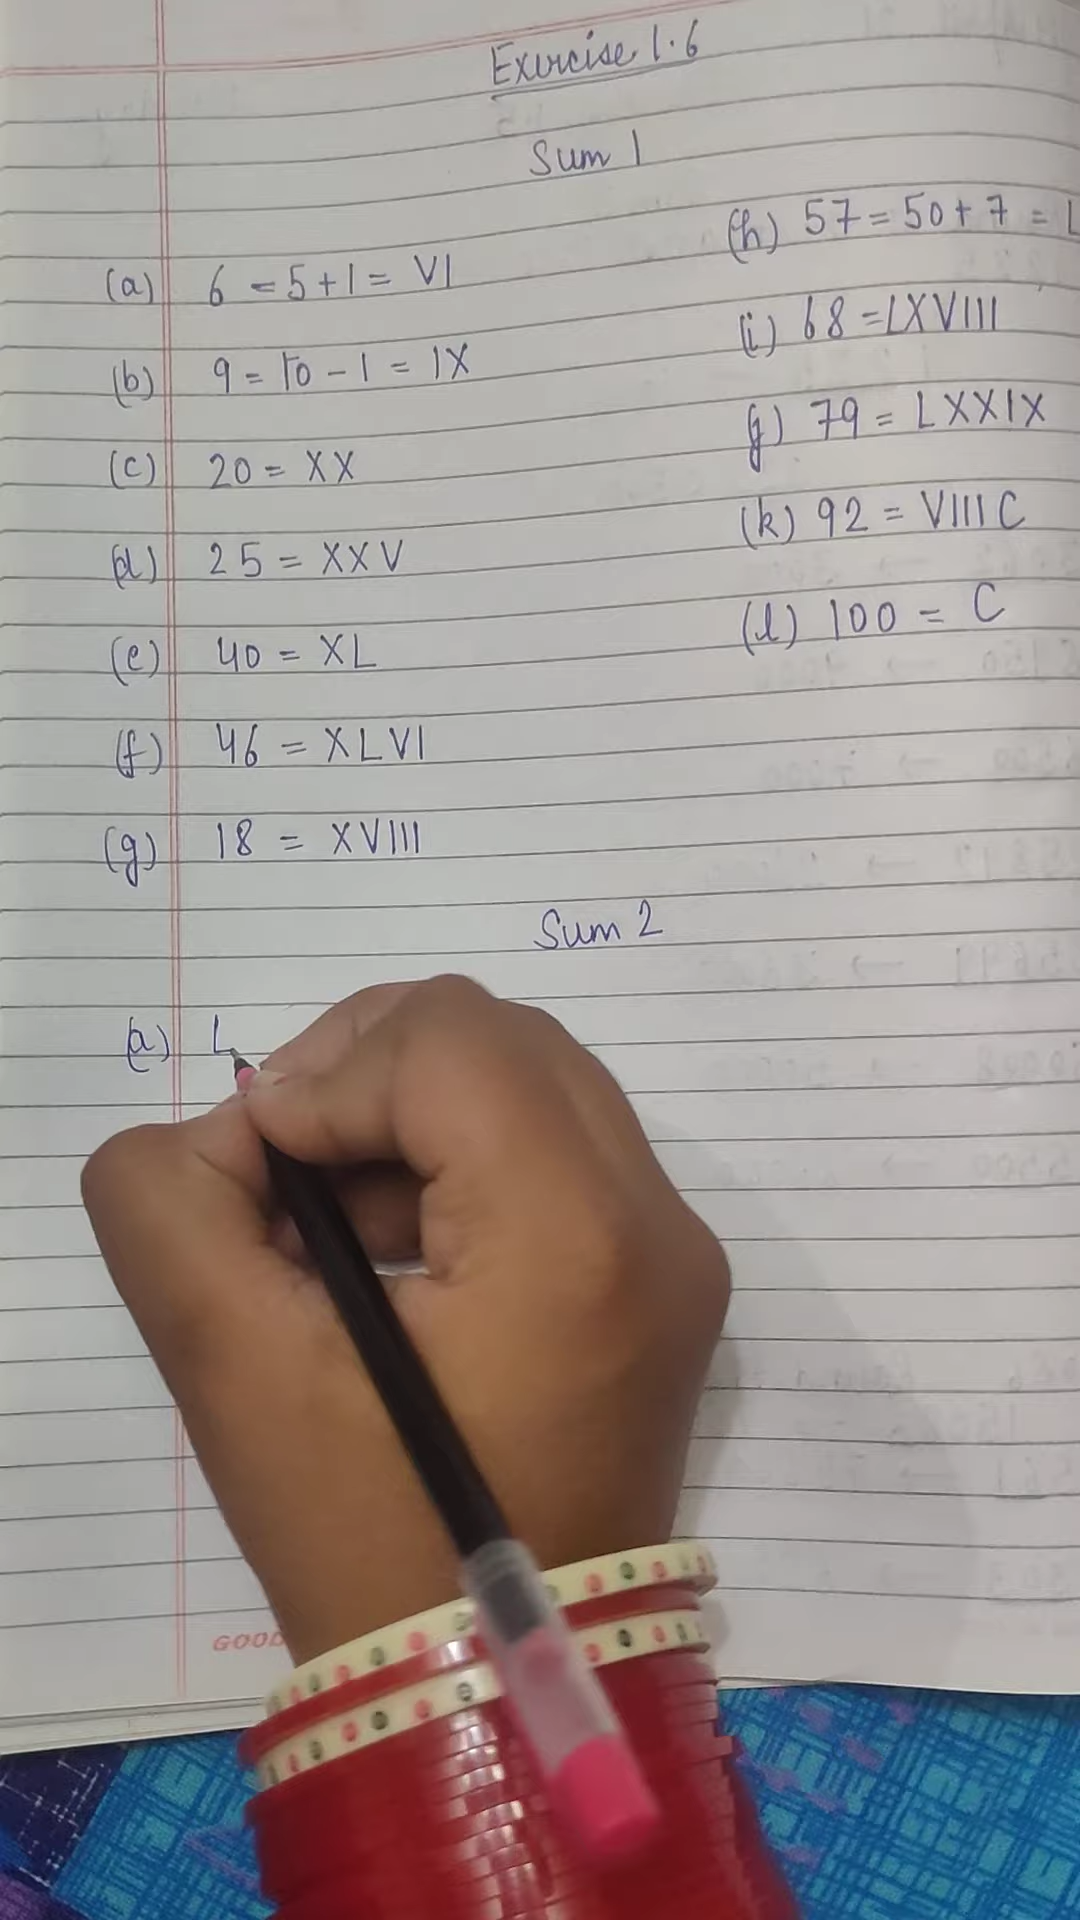 Exercise 1.6
Sum 1
(a) 6 = 5 + 1 = VI
(b) 9 = 10 - 1 = IX
(c) 20 = XX
(d) 25 = XXV
(e) 40 = XL
(f) 46 = XLVI
(g) 18 = XVIII
(h) 57 = 50 + 7 = L
(i) 68 = LXVIII
(j) 79 = LXXIX
(k) 92 = VIIIC
(l) 100 = C
Sum 2
(a) L
GOOD